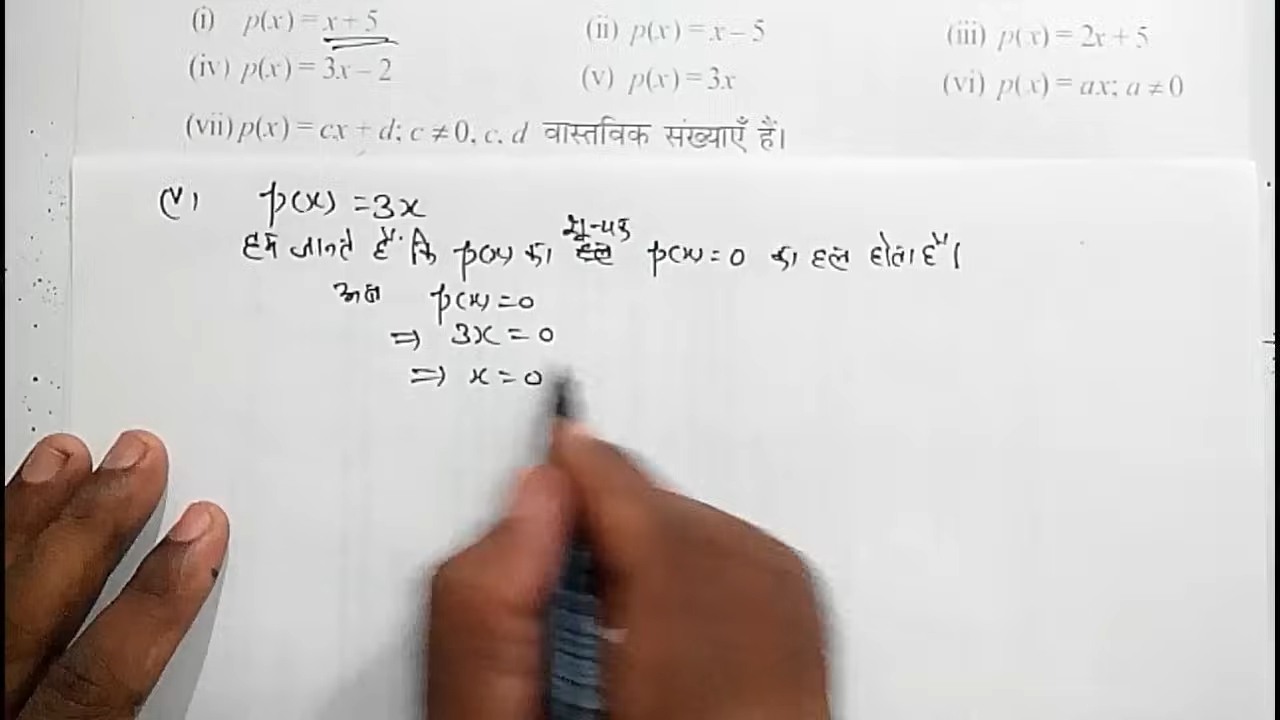 (i) p(x) = x + 5 (ii) p(x) = x – 5 (iii) p(x) = 2x + 5
(iv) p(x) = 3x – 2 (v) p(x) = 3x (vi) p(x) = ax; a ≠ 0
(vii) p(x) = cx + d; c ≠ 0, c, d वास्तविक संख्याएँ हैं।
(v) p(x) = 3x
हम जानते हैं कि p(x) का शून्यक p(x) = 0 का हल होता हैं।
p(x) = 0
⇒ 3x = 0
⇒ x = 0